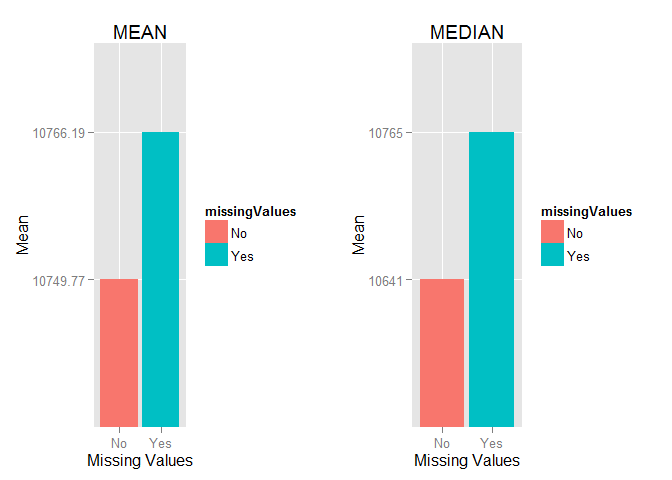 MEAN
10766.19
10749.77
Mean
No Yes
Missing Values
missingValues
No
Yes
MEDIAN
10765
10641
Mean
No Yes
Missing Values
missingValues
No
Yes